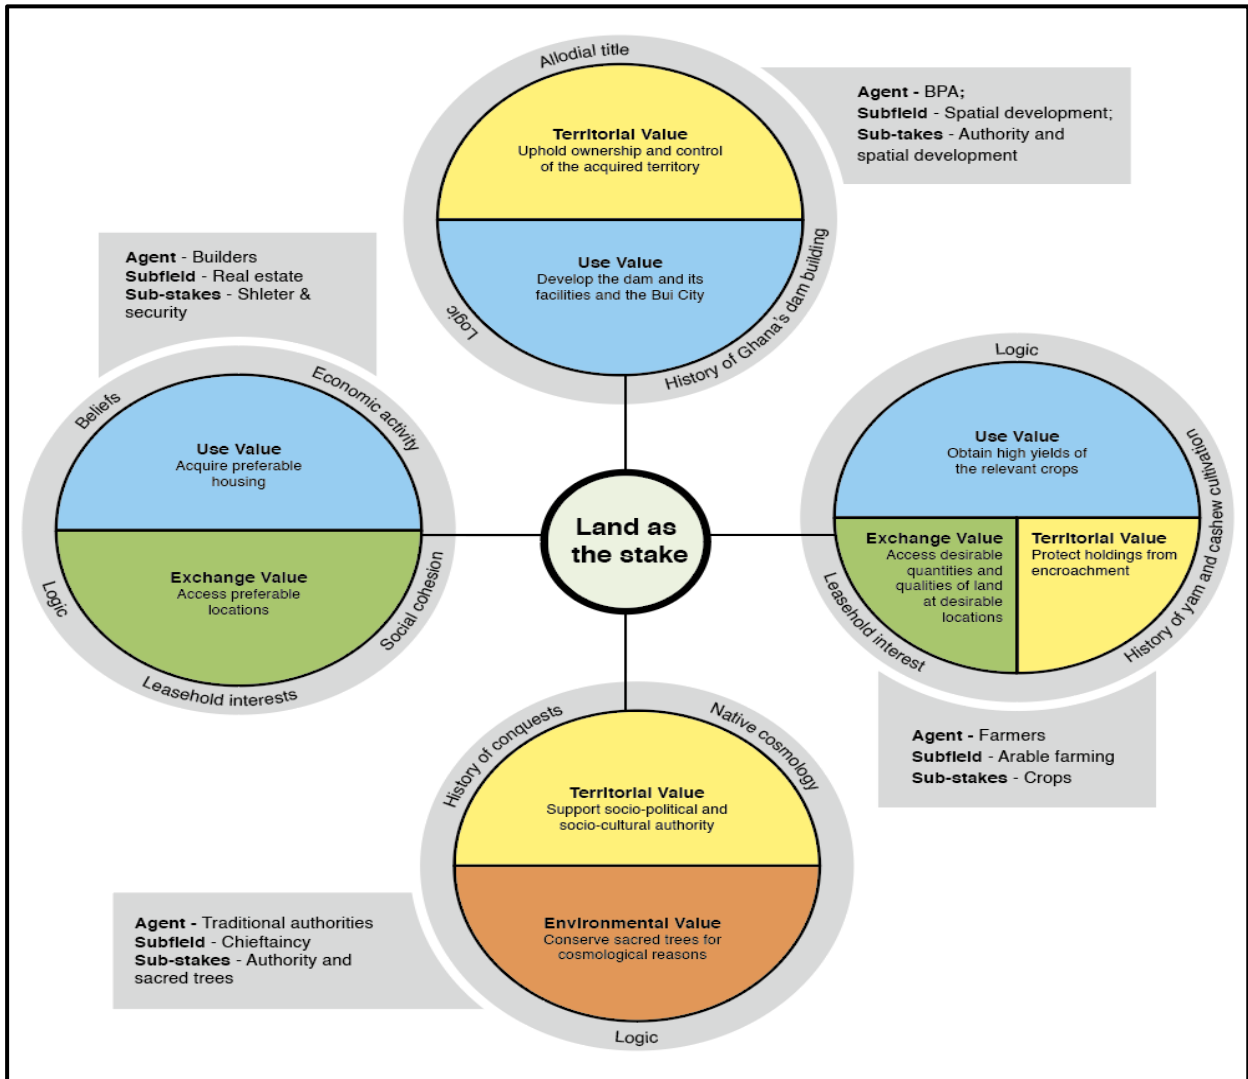 Allodial title
Territorial Value
Uphold ownership and control
of the acquired territory
Use Value
Develop the dam and its
facilities and the Bui City
Logic
History of Ghana's dam building
Agent - BPA;
Subfield - Spatial development;
Sub-takes - Authority and
spatial development
Agent - Builders
Subfield - Real estate
Sub-stakes - Shleter &
security
Beliefs
Economic activity
Use Value
Acquire preferable
housing
Exchange Value
Access preferable
locations
Logic
Social cohesion
Leasehold interests
Land as
the stake
Logic
Use Value
Obtain high yields of
the relevant crops
Exchange Value
Access desirable
quantities and
qualities of land
at desirable
locations
Territorial Value
Protect holdings from
encroachment
Leasehold interest
History of yam and cashew cultivation
Agent - Farmers
Subfield - Arable farming
Sub-stakes - Crops
History of conquests
Native cosmology
Territorial Value
Support socio-political and
socio-cultural authority
Environmental Value
Conserve sacred trees for
cosmological reasons
Logic
Agent - Traditional authorities
Subfield - Chieftaincy
Sub-stakes - Authority and
sacred trees